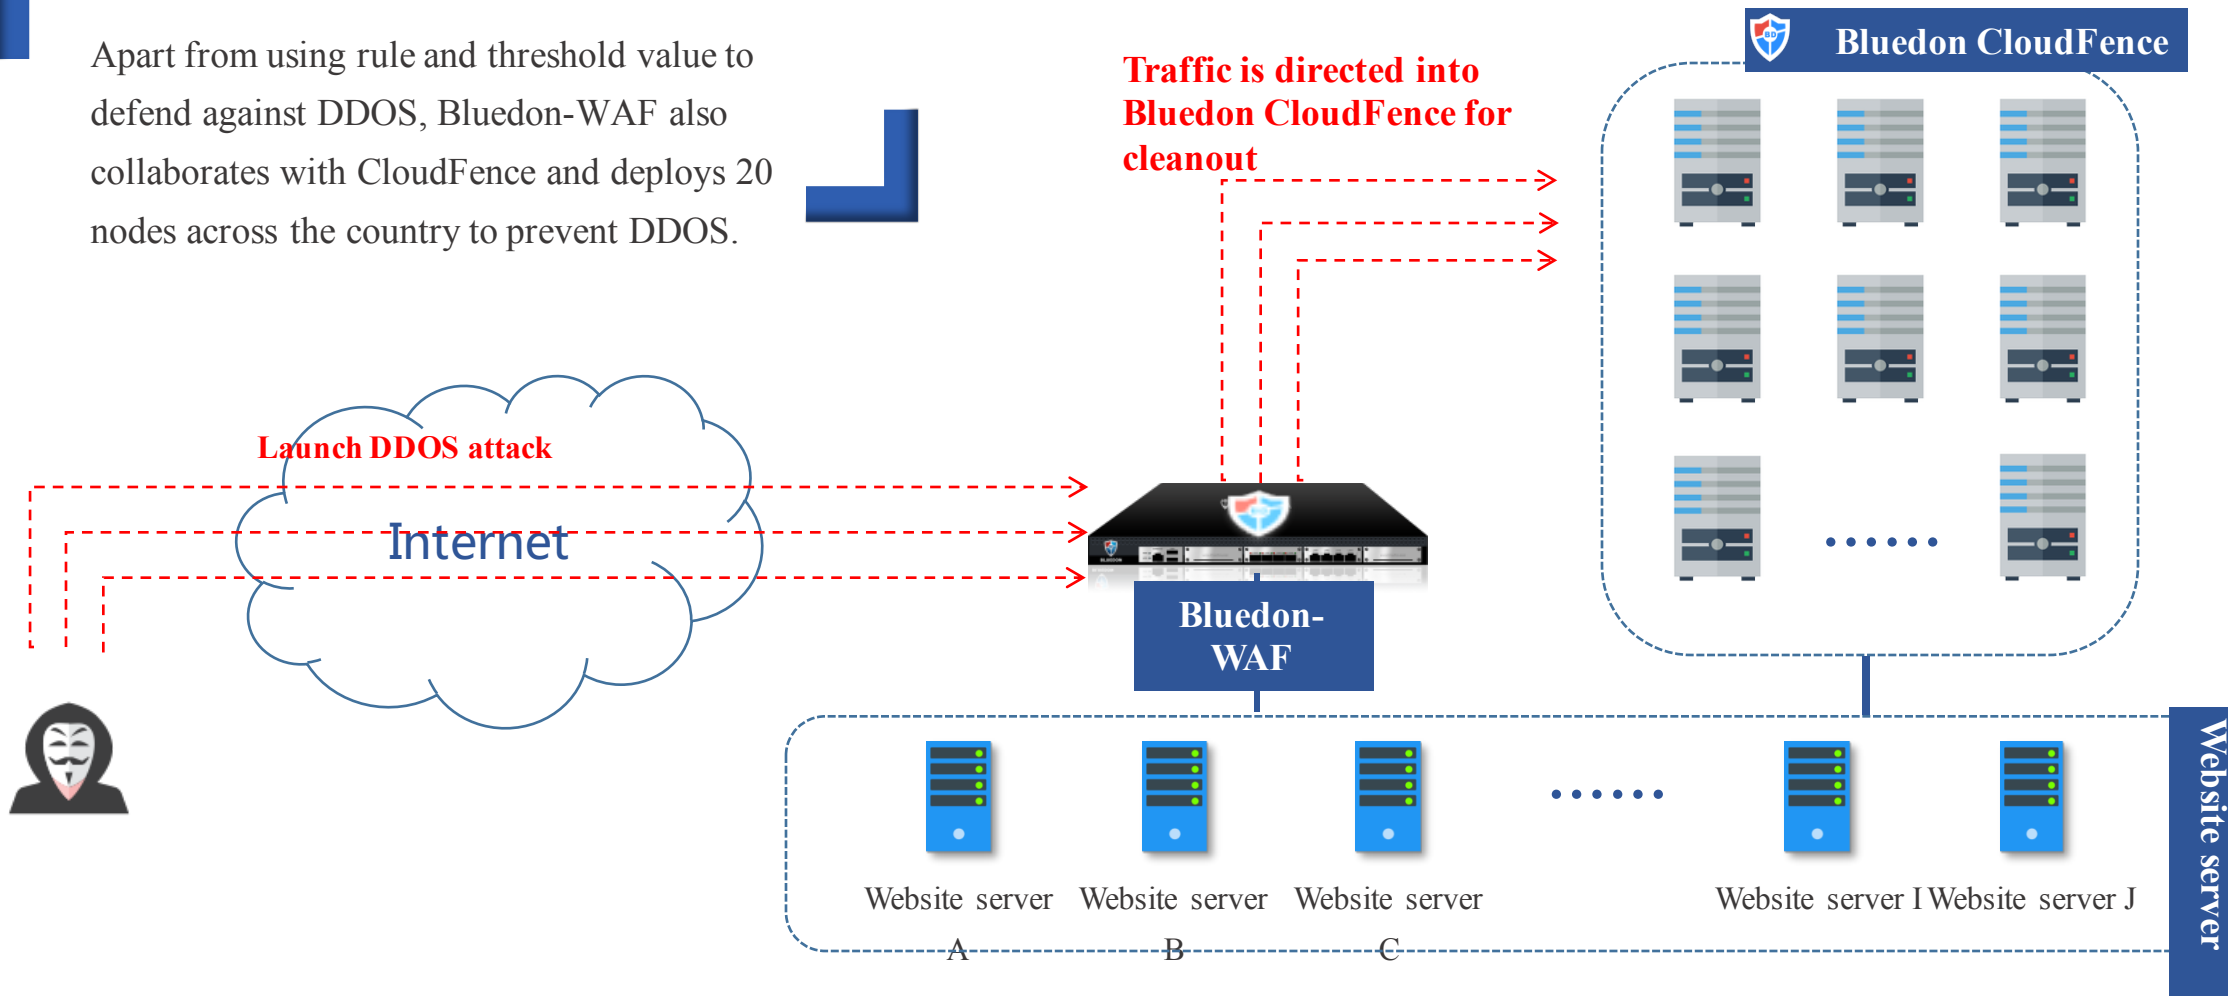 Apart from using rule and threshold value to
defend against DDOS, Bluedon-WAF also
collaborates with CloudFence and deploys 20
nodes across the country to prevent DDOS.
Traffic is directed into
Bluedon CloudFence for
cleanout
Bluedon CloudFence
Launch DDOS attack
Internet
Bluedon-
WAF
Website server
A
Website server
B
Website server
C
Website server I
Website server J
Website server